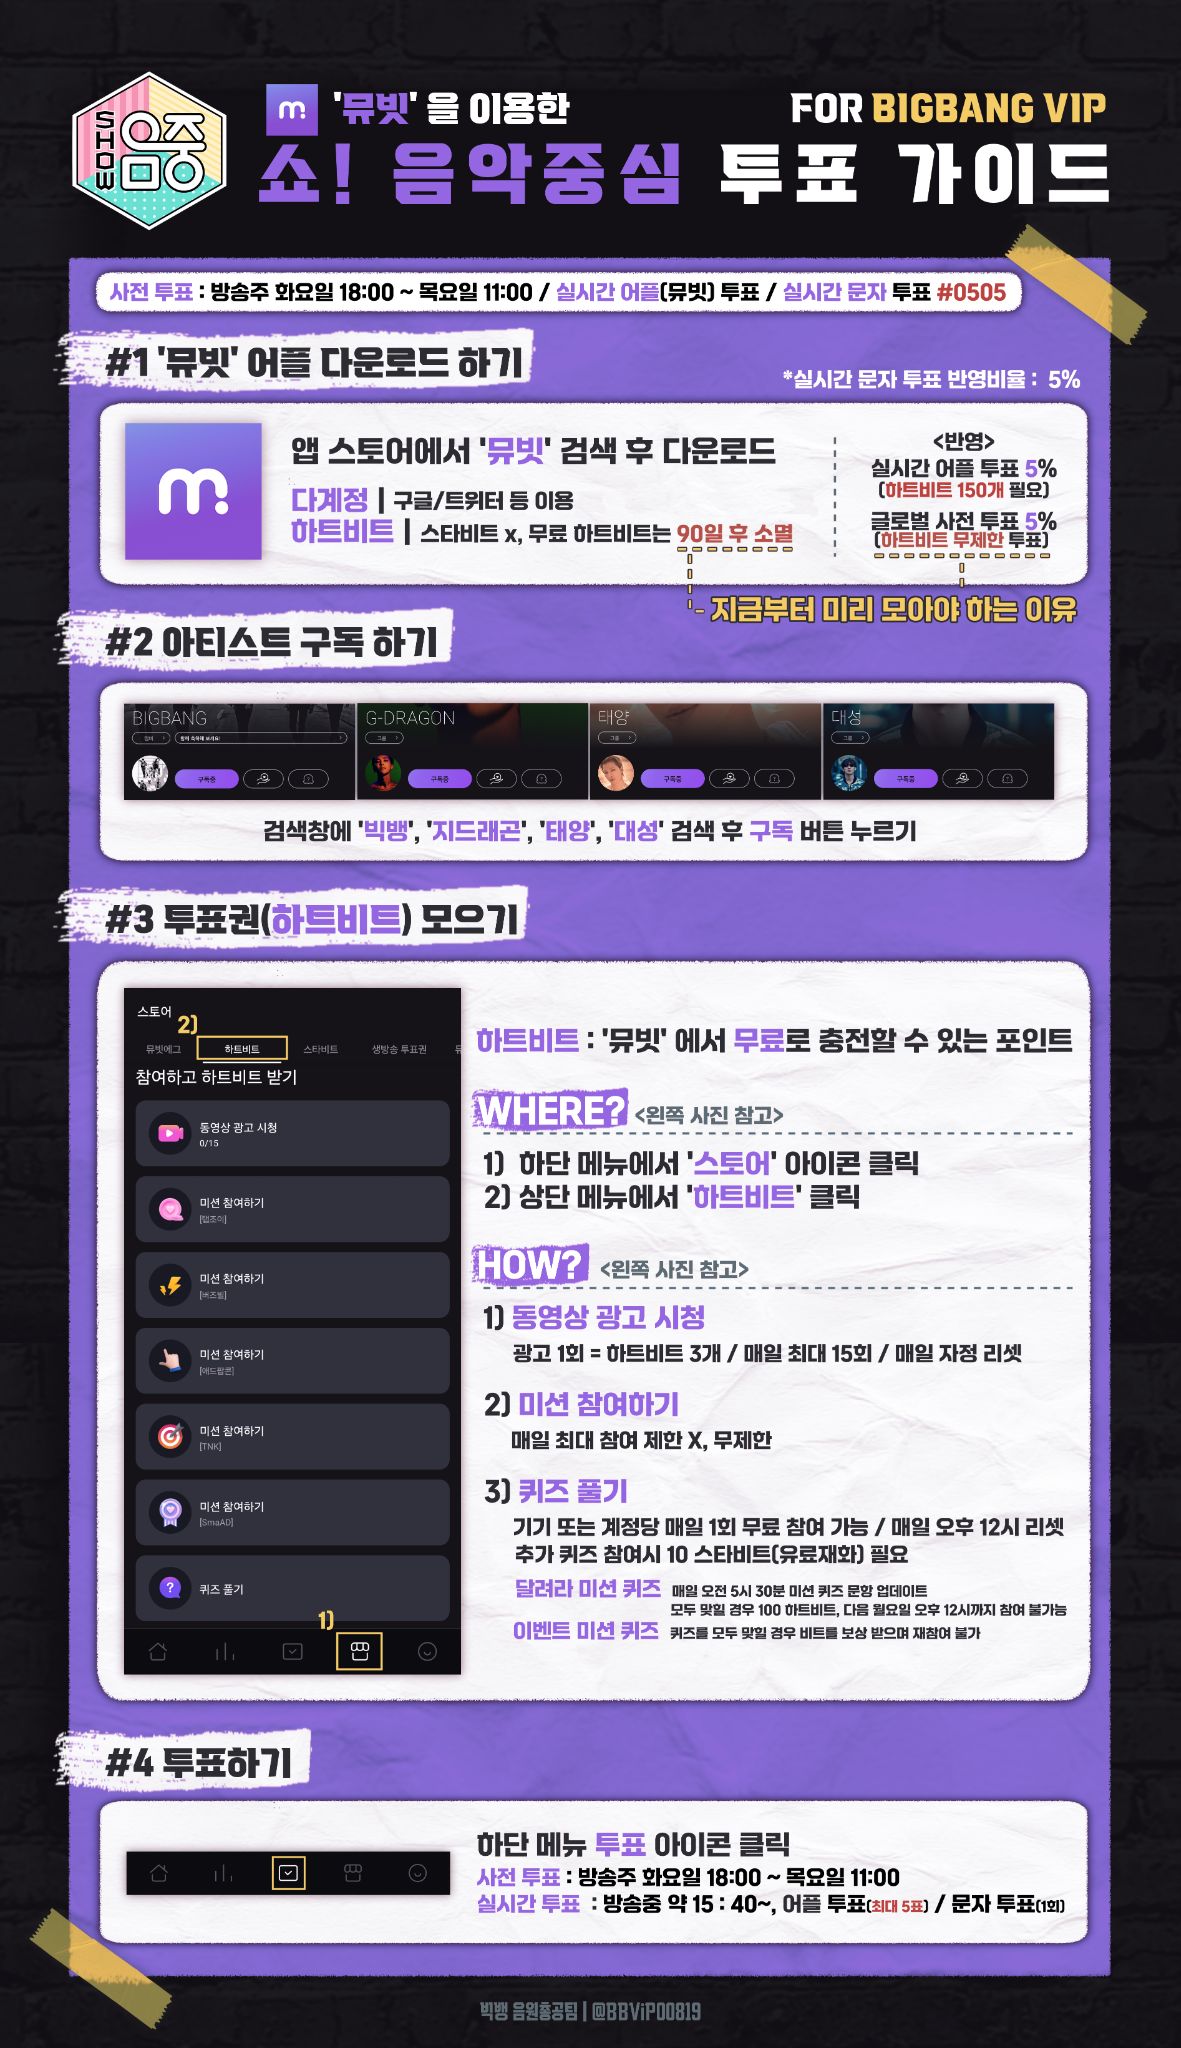 SHOW
음중
m.
'뮤빗' 을 이용한
FOR BIGBANG VIP
쇼! 음악중심 투표 가이드
사전 투표 : 방송주 화요일 18:00 ~ 목요일 11:00 / 실시간 어플(뮤빗) 투표 / 실시간 문자 투표 #0505
#1 '뮤빗' 어플 다운로드 하기
*실시간 문자 투표 반영비율 : 5%
m.
앱 스토어에서 '뮤빗' 검색 후 다운로드
다계정 | 구글/트위터 등 이용
하트비트 | 스타비트 x, 무료 하트비트는 90일 후 소멸
<반영>
실시간 어플 투표 5%
(하트비트 150개 필요)
글로벌 사전 투표 5%
(하트비트 무제한 투표)
지금부터 미리 모아야 하는 이유
#2 아티스트 구독 하기
BIGBANG
G-DRAGON
태양
대성
그룹
그룹
그룹
구독중
구독중
구독중
구독중
검색창에 '빅뱅', '지드래곤', '태양', '대성' 검색 후 구독 버튼 누르기
#3 투표권(하트비트) 모으기
스토어
2)
뮤빗에그
하트비트
스타비트
생방송 투표권
참여하고 하트비트 받기
동영상 광고 시청
0/15
미션 참여하기
[탭조이]
미션 참여하기
[버즈빌]
미션 참여하기
[애드팝콘]
미션 참여하기
[TNK]
미션 참여하기
[SmaAD]
퀴즈 풀기
1)
하트비트 : '뮤빗' 에서 무료로 충전할 수 있는 포인트
WHERE? <왼쪽 사진 참고>
1) 하단 메뉴에서 '스토어' 아이콘 클릭
2) 상단 메뉴에서 '하트비트' 클릭
HOW? <왼쪽 사진 참고>
1) 동영상 광고 시청
광고 1회 = 하트비트 3개 / 매일 최대 15회 / 매일 자정 리셋
2) 미션 참여하기
매일 최대 참여 제한 X, 무제한
3) 퀴즈 풀기
기기 또는 계정당 매일 1회 무료 참여 가능 / 매일 오후 12시 리셋
추가 퀴즈 참여시 10 스타비트(유료재화) 필요
달려라 미션 퀴즈 매일 오전 5시 30분 미션 퀴즈 문항 업데이트
모두 맞힐 경우 100 하트비트, 다음 월요일 오후 12시까지 참여 불가능
이벤트 미션 퀴즈 퀴즈를 모두 맞힐 경우 비트를 보상 받으며 재참여 불가
#4 투표하기
하단 메뉴 투표 아이콘 클릭
사전 투표 : 방송주 화요일 18:00 ~ 목요일 11:00
실시간 투표 : 방송중 약 15 : 40~, 어플 투표(최대 5표) / 문자 투표(1회)
빅뱅 음원총공팀 | @BBViP00819